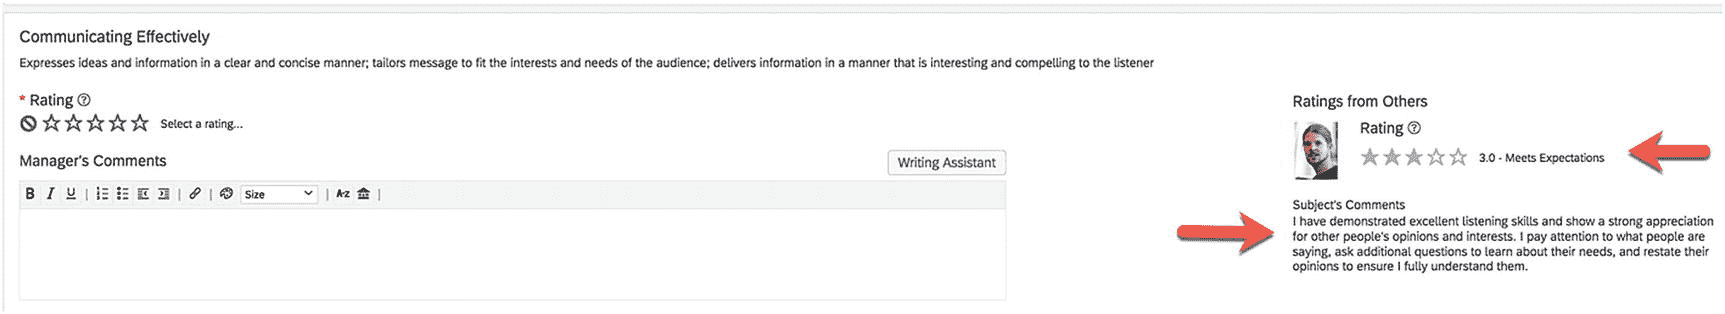 Communicating Effectively
Expresses ideas and information in a clear and concise manner; tailors message to fit the interests and needs of the audience; delivers information in a manner that is interesting and compelling to the listener
* Rating ?
Select a rating...
Manager's Comments
Writing Assistant
B I U Size A-Z
Ratings from Others
Rating ?
3.0 - Meets Expectations
Subject's Comments
I have demonstrated excellent listening skills and show a strong appreciation
for other people's opinions and interests. I pay attention to what people are
saying, ask additional questions to learn about their needs, and restate their
opinions to ensure I fully understand them.